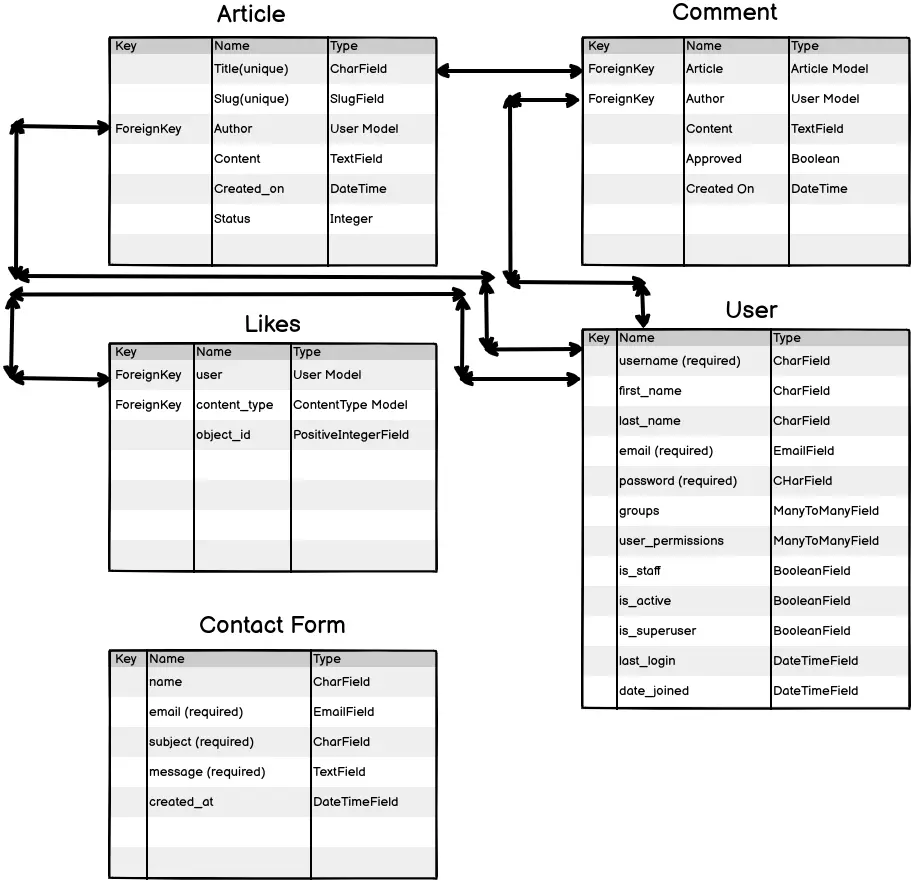 Article
Key Name Type
Title(unique) CharField
Slug(unique) SlugField
ForeignKey Author User Model
Content TextField
Created_on DateTime
Status Integer
Comment
Key Name Type
ForeignKey Article Article Model
ForeignKey Author User Model
Content TextField
Approved Boolean
Created On DateTime
Likes
Key Name Type
ForeignKey user User Model
ForeignKey content_type ContentType Model
object_id PositiveIntegerField
User
Key Name Type
username (required) CharField
first_name CharField
last_name CharField
email (required) EmailField
password (required) CHarField
groups ManyToManyField
user_permissions ManyToManyField
is_staff BooleanField
is_active BooleanField
is_superuser BooleanField
last_login DateTimeField
date_joined DateTimeField
Contact Form
Key Name Type
name CharField
email (required) EmailField
subject (required) CharField
message (required) TextField
created_at DateTimeField